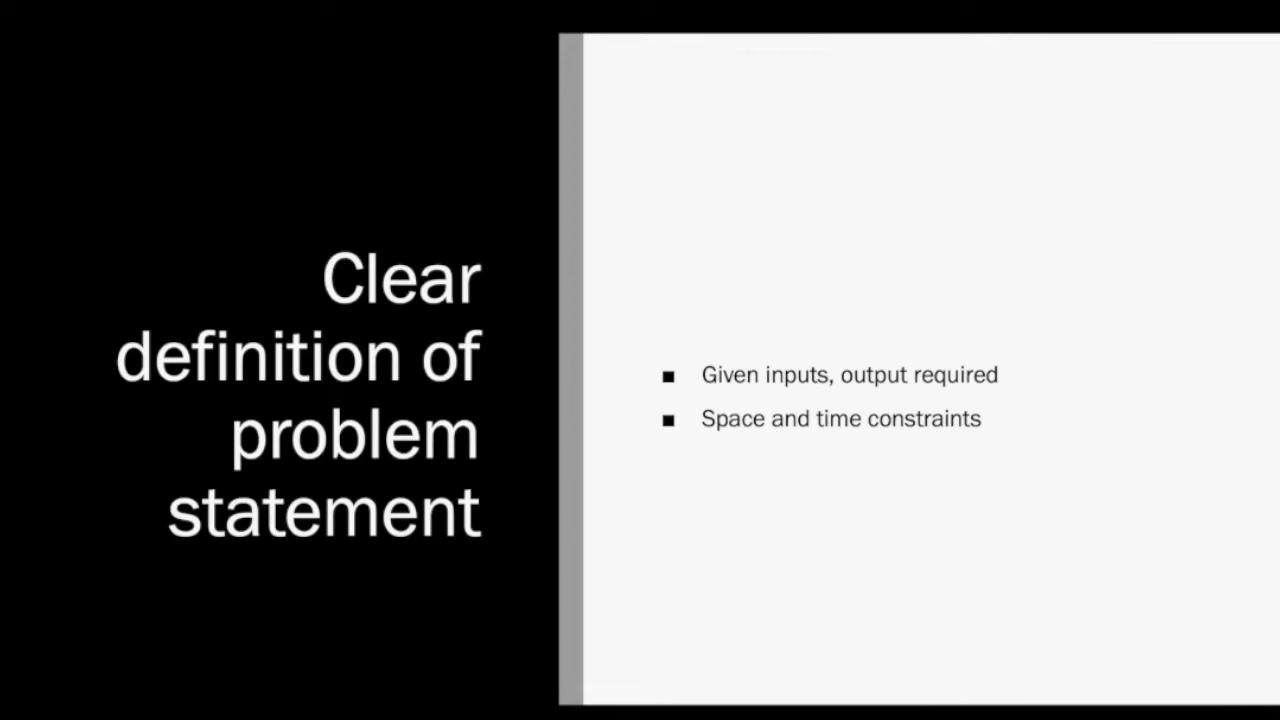 Clear
definition of
problem
statement
■ Given inputs, output required
■ Space and time constraints